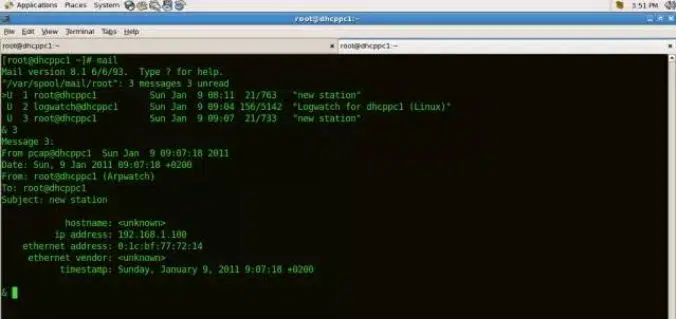 Applications Places System
3:51 PM
root@dhcppc1:~
File Edit View Terminal Tabs Help
root@dhcppc1:~
root@dhcppc1:~
[root@dhcppc1 ~]# mail
Mail version 8.1 6/6/93.  Type ? for help.
"/var/spool/mail/root": 3 messages 3 unread
>U  1 root@dhcppc1          Sun Jan  9 08:11  21/763   "new station"
 U  2 logwatch@dhcppc1      Sun Jan  9 09:04 156/5142  "Logwatch for dhcppc1 (Linux)"
 U  3 root@dhcppc1          Sun Jan  9 09:07  21/733   "new station"
& 3
Message 3:
From pcap@dhcppc1  Sun Jan  9 09:07:18 2011
Date: Sun, 9 Jan 2011 09:07:18 +0200
From: root@dhcppc1 (Arpwatch)
To: root@dhcppc1
Subject: new station
hostname: <unknown>
ip address: 192.168.1.100
ethernet address: 0:1c:bf:77:72:14
ethernet vendor: <unknown>
timestamp: Sunday, January 9, 2011 9:07:18 +0200
&